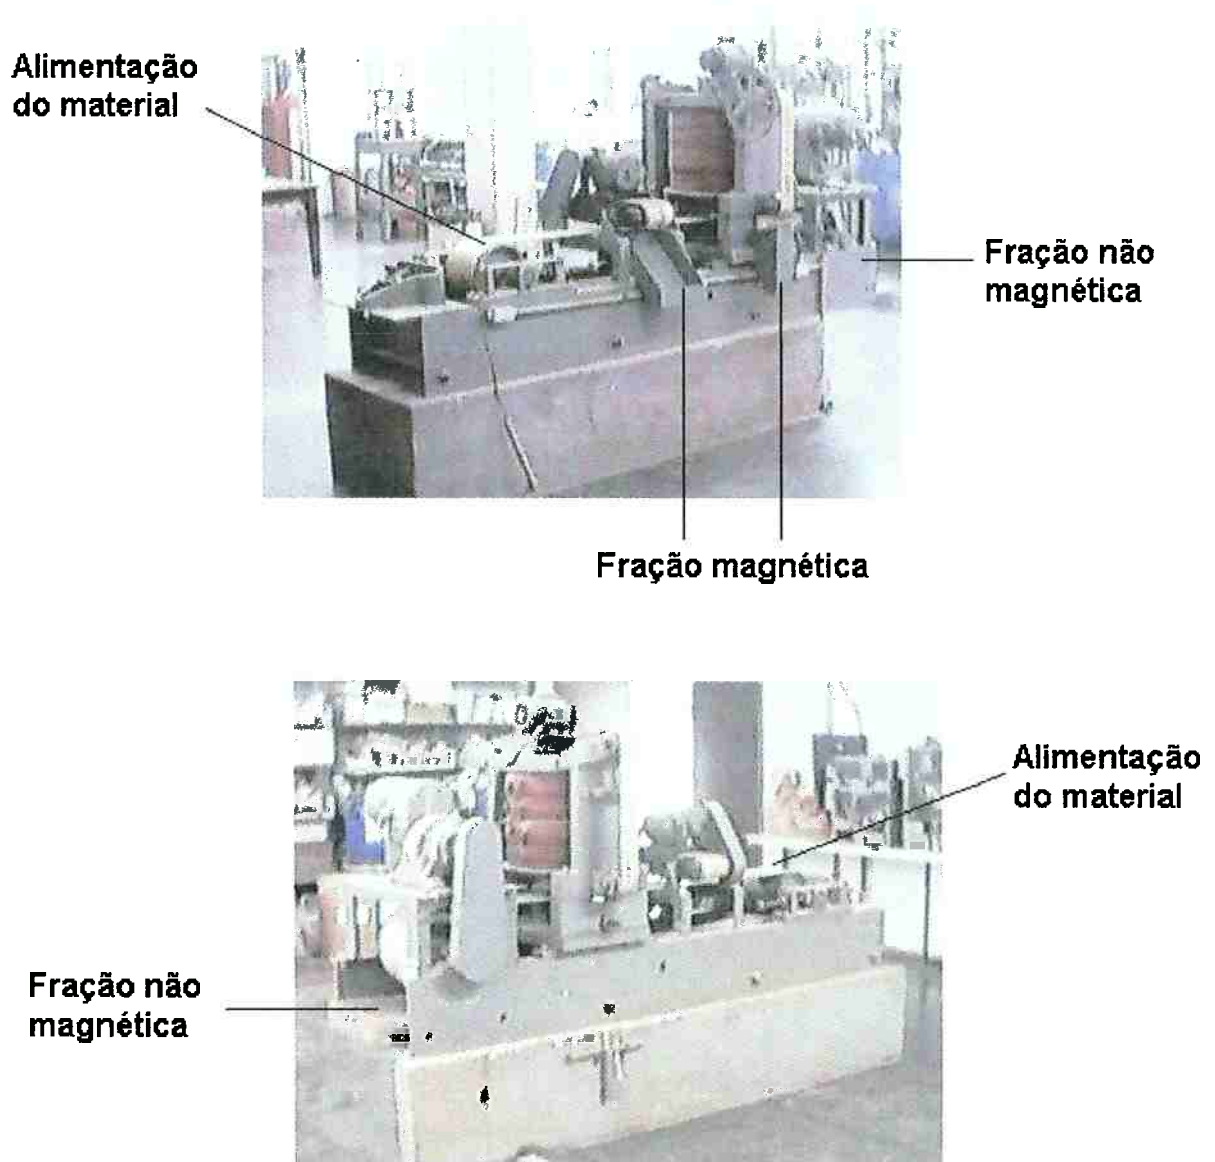 Alimentação
do material
Fração não
magnética
Fração magnética
Alimentação
do material
Fração não
magnética